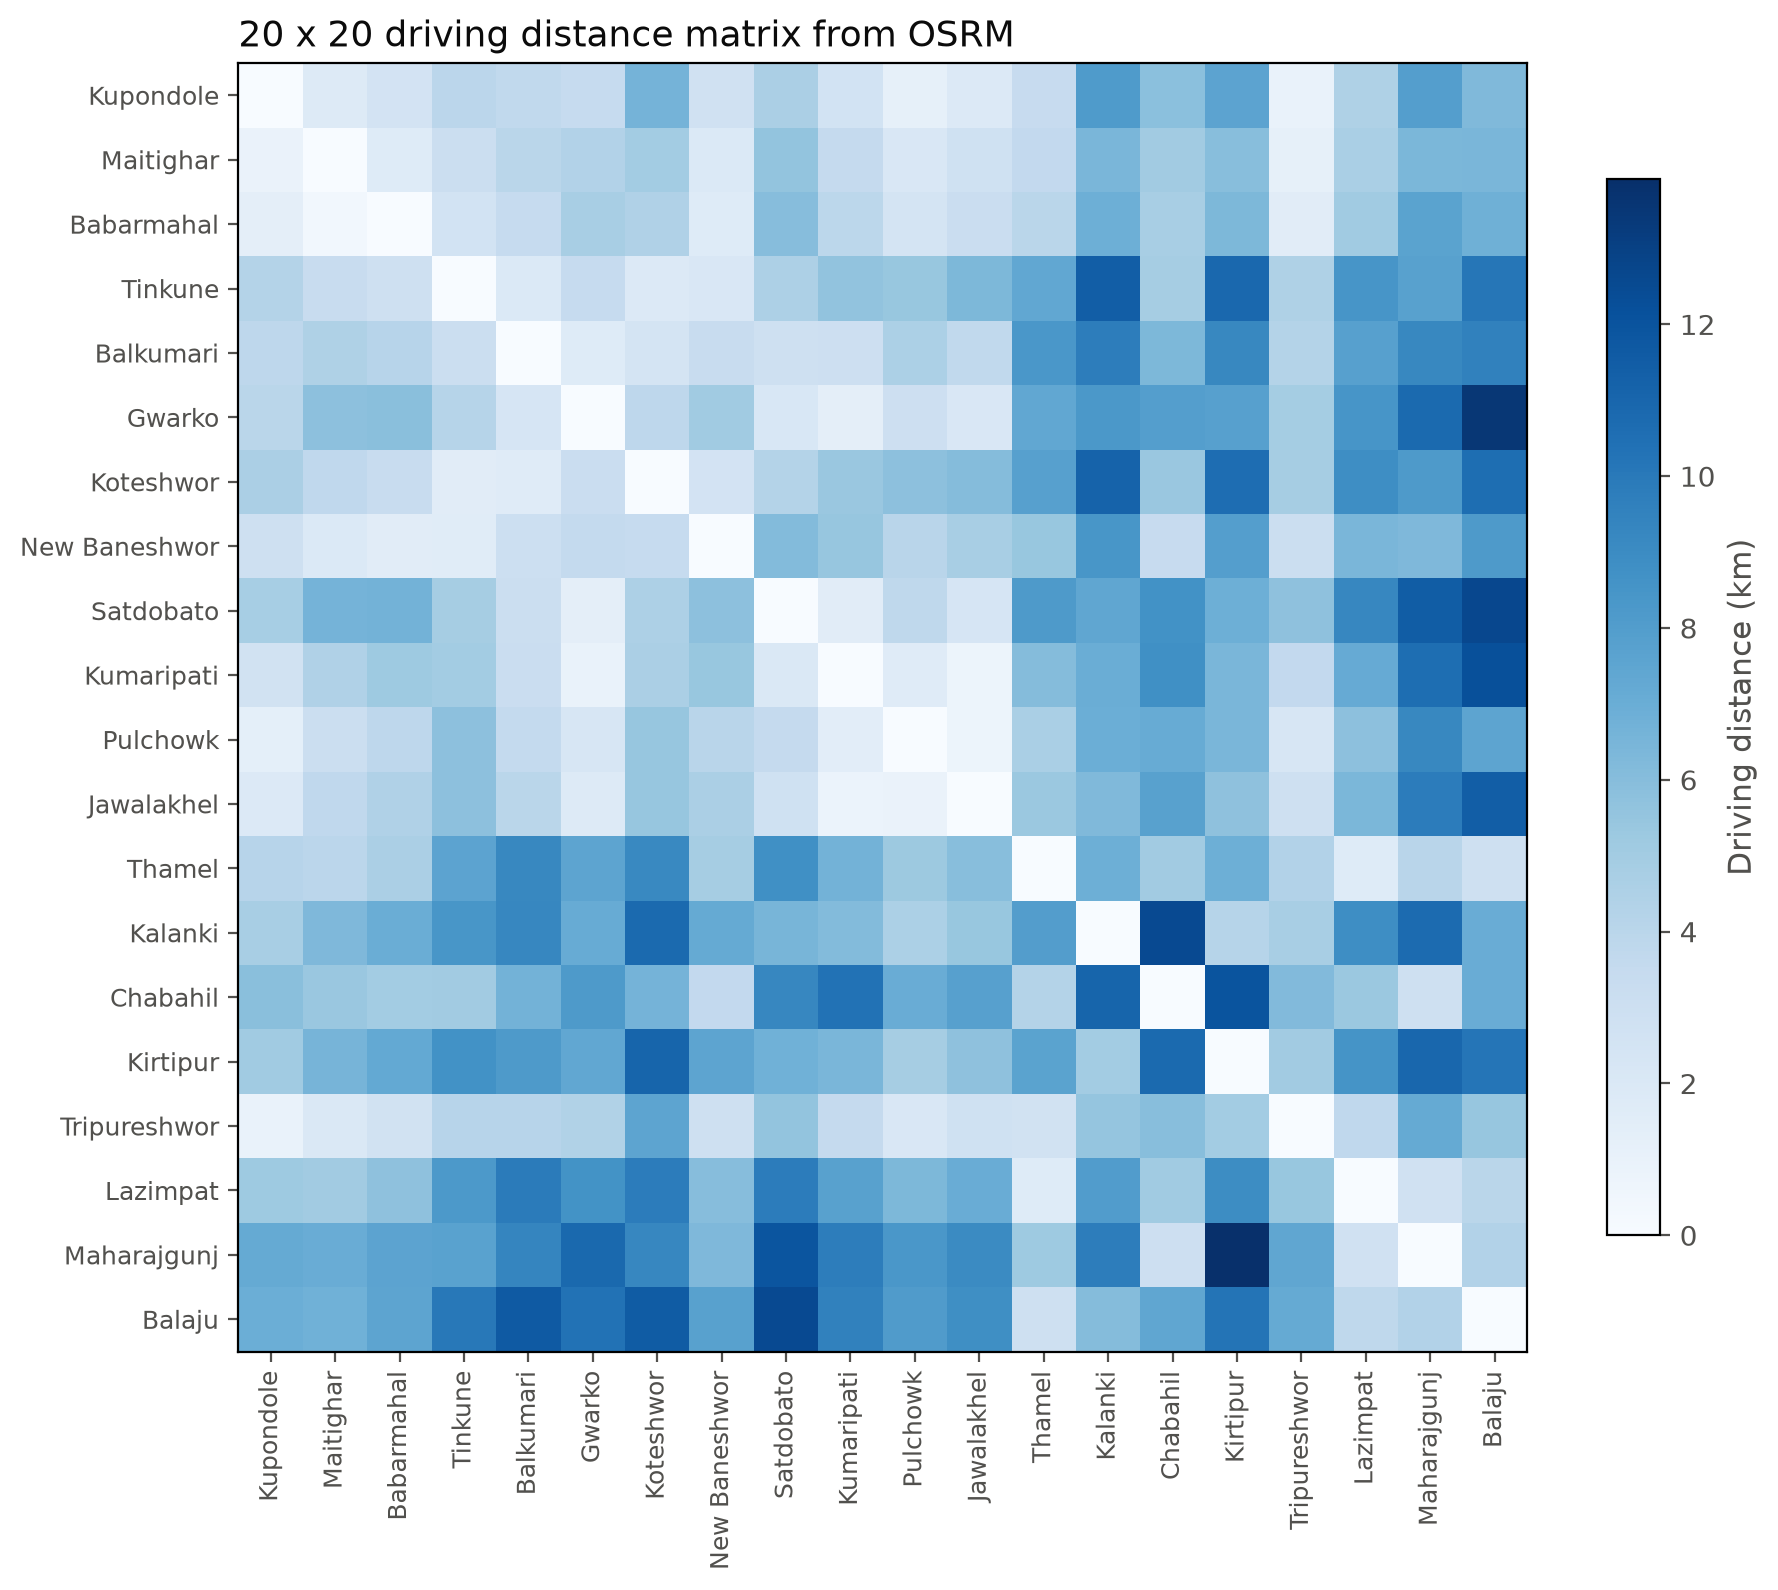 20 x 20 driving distance matrix from OSRM
Kupondole
Maitighar
Babarmahal
Tinkune
Balkumari
Gwarko
Koteshwor
New Baneshwor
Satdobato
Kumaripati
Pulchowk
Jawalakhel
Thamel
Kalanki
Chabahil
Kirtipur
Tripureshwor
Lazimpat
Maharajgunj
Balaju
Kupondole
Maitighar
Babarmahal
Tinkune
Balkumari
Gwarko
Koteshwor
New Baneshwor
Satdobato
Kumaripati
Pulchowk
Jawalakhel
Thamel
Kalanki
Chabahil
Kirtipur
Tripureshwor
Lazimpat
Maharajgunj
Balaju
12
10
8
6
4
2
0
Driving distance (km)